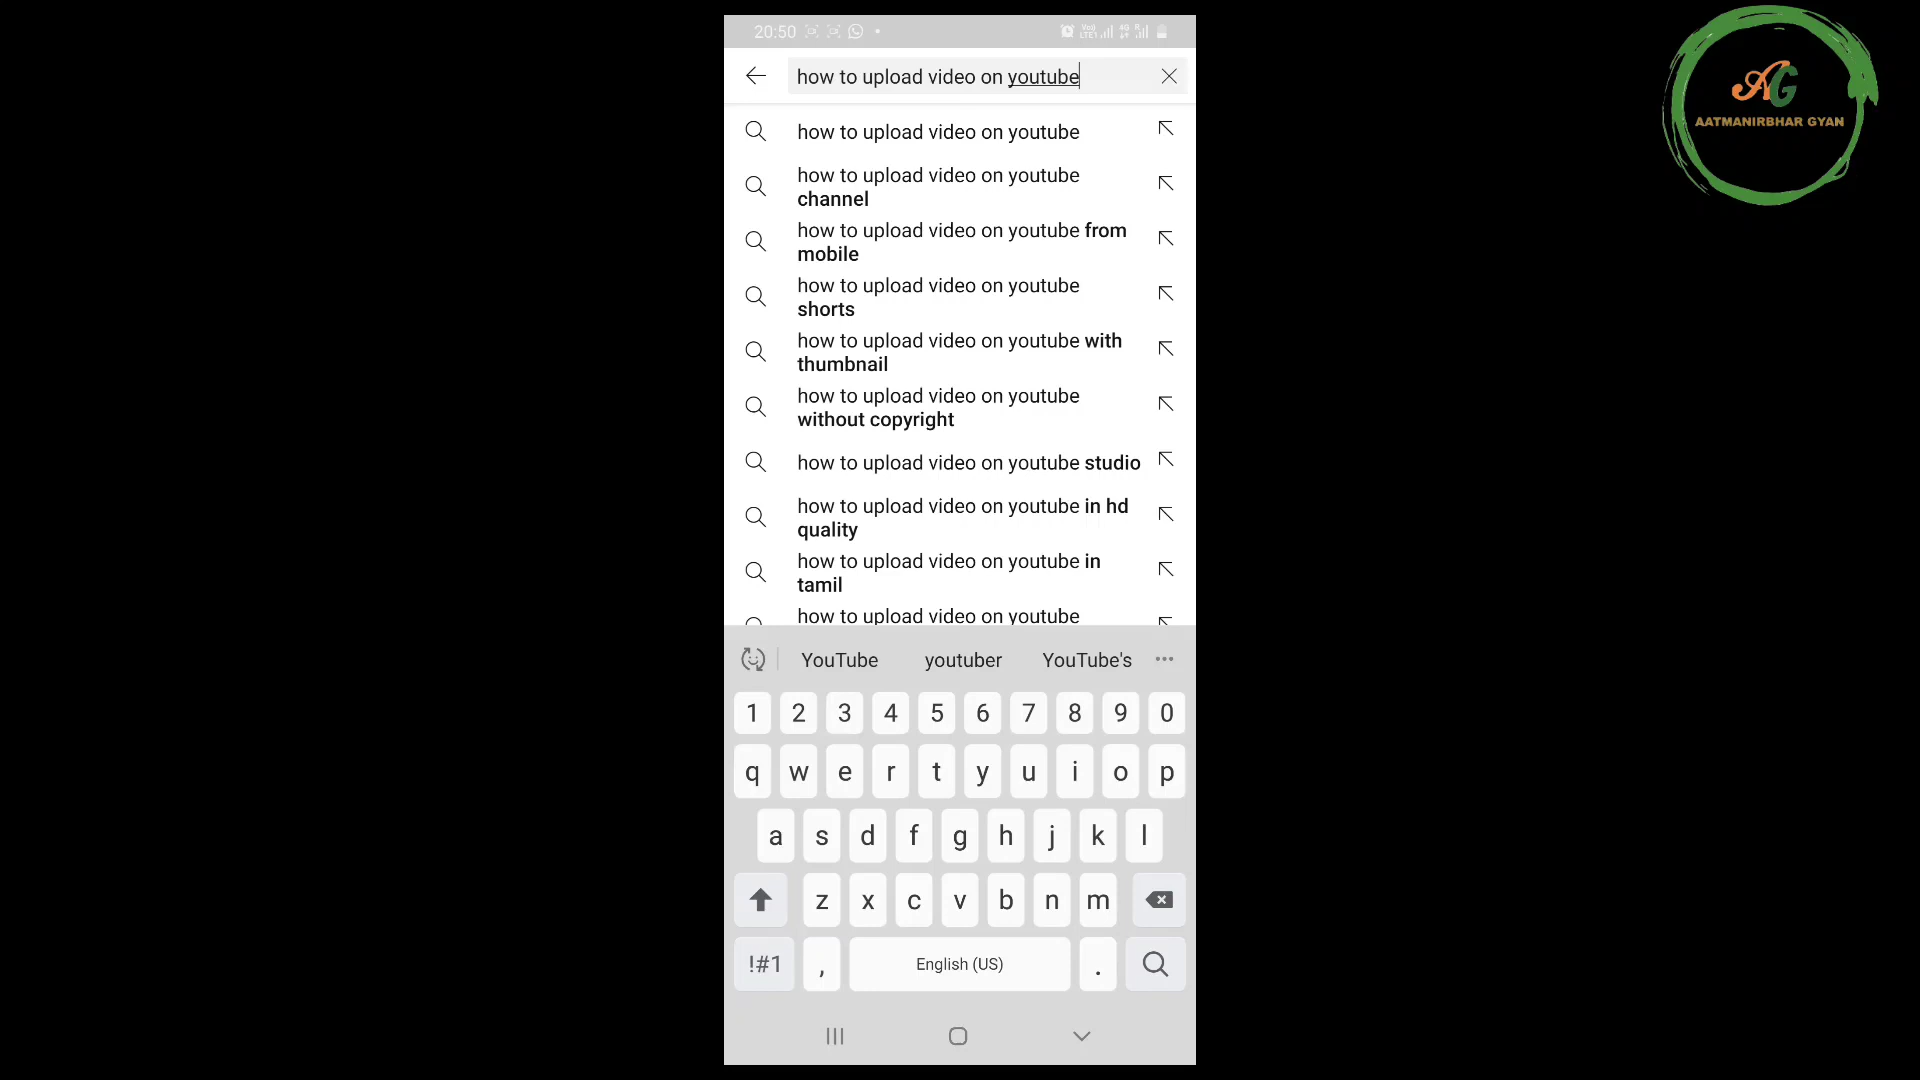 20:50
how to upload video on youtube
how to upload video on youtube
how to upload video on youtube
channel
how to upload video on youtube from
mobile
how to upload video on youtube
shorts
how to upload video on youtube with
thumbnail
how to upload video on youtube
without copyright
how to upload video on youtube studio
how to upload video on youtube in hd
quality
how to upload video on youtube in
tamil
how to upload video on youtube
YouTube youtuber YouTube's
1 2 3 4 5 6 7 8 9 0
q w e r t y u i o p
a s d f g h j k l
z x c v b n m
!#1 , English (US) .
AG
AATMANIRBHAR GYAN